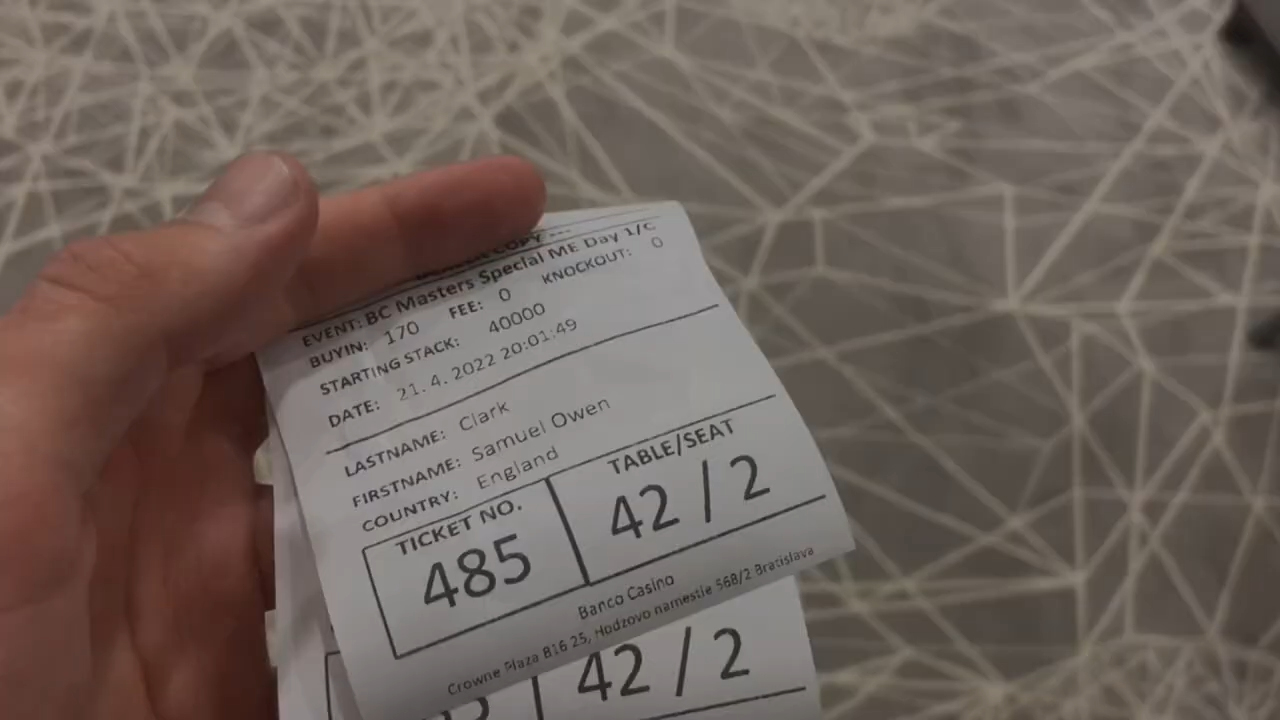 COPY ---
EVENT: BC Masters Special ME Day 1/C
BUYIN: 170 FEE: 0 KNOCKOUT: 0
STARTING STACK: 40000
DATE: 21. 4. 2022 20:01:49
LASTNAME: Clark
FIRSTNAME: Samuel Owen
COUNTRY: England
TICKET NO. TABLE/SEAT
485 42 / 2
Banco Casino
Crowne Plaza 816 25, Hodzovo namestie 568/2 Bratislava
42 / 2